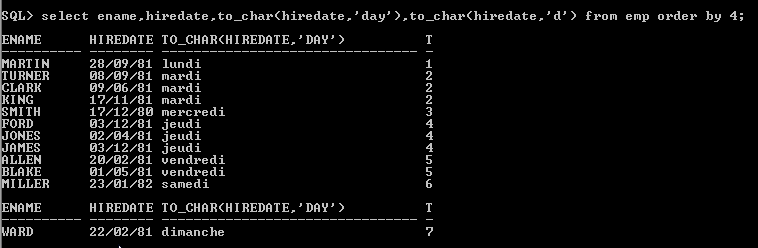 SQL> select ename,hiredate,to_char(hiredate,'day'),to_char(hiredate,'d') from emp order by 4;
ENAME HIREDATE TO_CHAR(HIREDATE,'DAY') T
---------- -------- --------------------------------- -
MARTIN 28/09/81 lundi 1
TURNER 08/09/81 mardi 2
CLARK 09/06/81 mardi 2
KING 17/11/81 mardi 2
SMITH 17/12/80 mercredi 3
FORD 03/12/81 jeudi 4
JONES 02/04/81 jeudi 4
JAMES 03/12/81 jeudi 4
ALLEN 20/02/81 vendredi 5
BLAKE 01/05/81 vendredi 5
MILLER 23/01/82 samedi 6
ENAME HIREDATE TO_CHAR(HIREDATE,'DAY') T
---------- -------- --------------------------------- -
WARD 22/02/81 dimanche 7